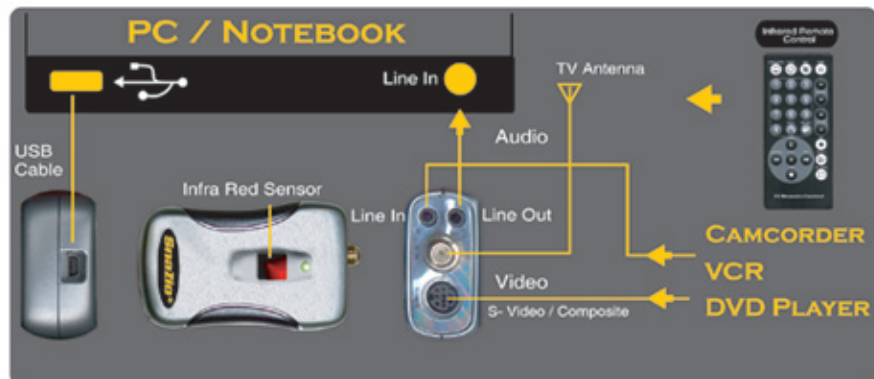 PC / NOTEBOOK
Infrared Remote
Control
Line In
TV Antenna
USB
Cable
Audio
Infra Red Sensor
Line In
Line Out
CAMCORDER
VCR
DVD PLAYER
Video
S- Video / Composite